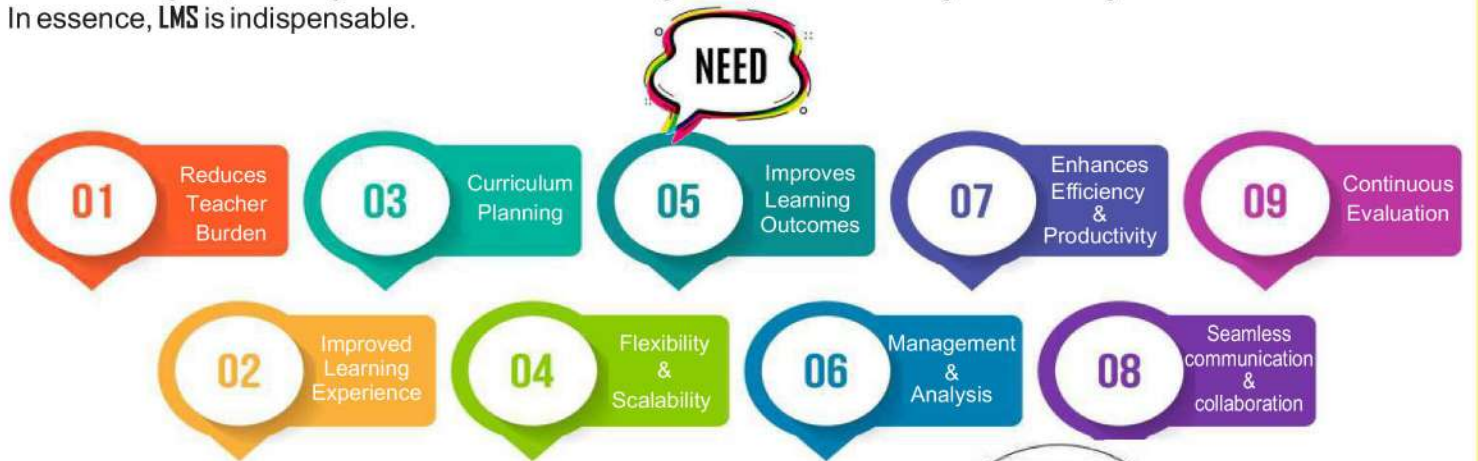 In essence, LMS is indispensable.
NEED
01
Reduces
Teacher
Burden
03
Curriculum
Planning
05
Improves
Learning
Outcomes
07
Enhances
Efficiency
&
Productivity
09
Continuous
Evaluation
02
Improved
Learning
Experience
04
Flexibility
&
Scalability
06
Management
&
Analysis
08
Seamless
communication
&
collaboration